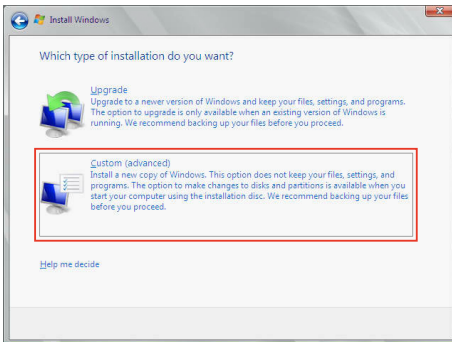 Install Windows
Which type of installation do you want?
Upgrade
Upgrade to a newer version of Windows and keep your files, settings, and programs.
The option to upgrade is only available when an existing version of Windows is
running. We recommend backing up your files before you proceed.
Custom (advanced)
Install a new copy of Windows. This option does not keep your files, settings, and
programs. The option to make changes to disks and partitions is available when you
start your computer using the installation disc. We recommend backing up your files
before you proceed.
Help me decide